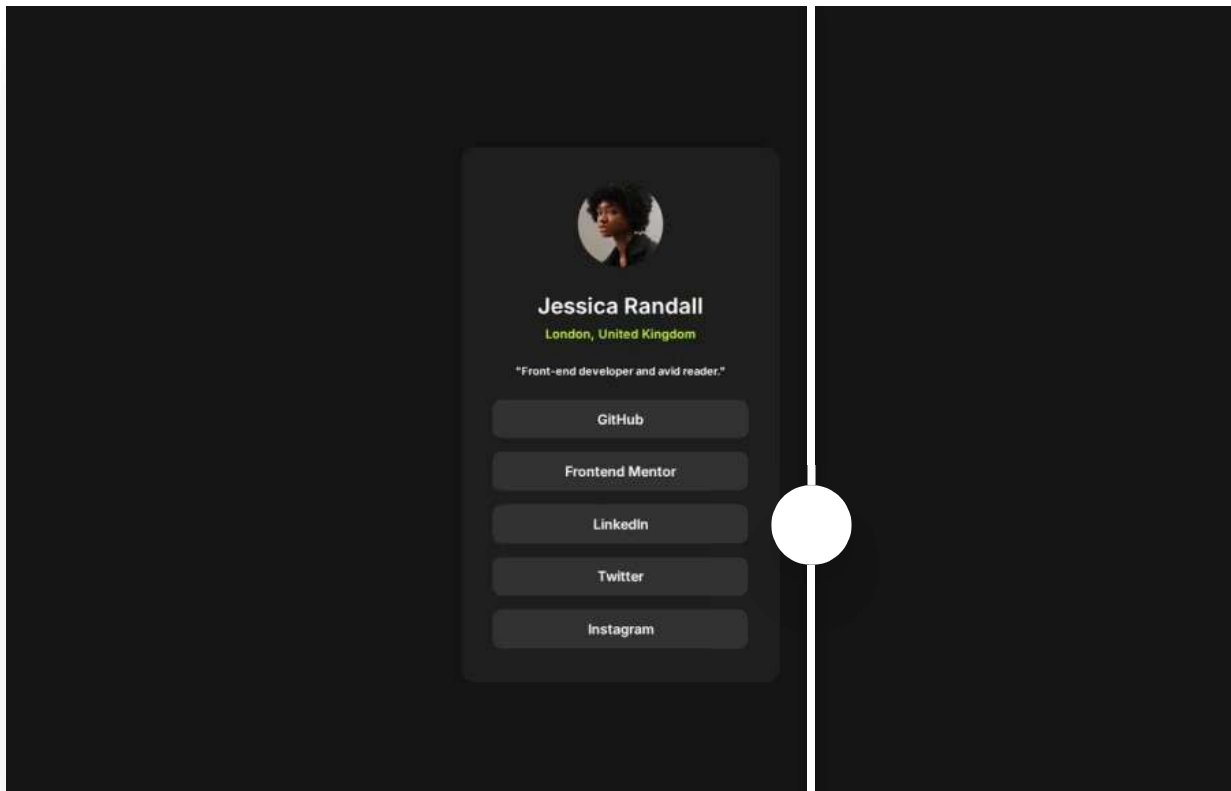 Jessica Randall
London, United Kingdom
"Front-end developer and avid reader."
GitHub
Frontend Mentor
LinkedIn
Twitter
Instagram